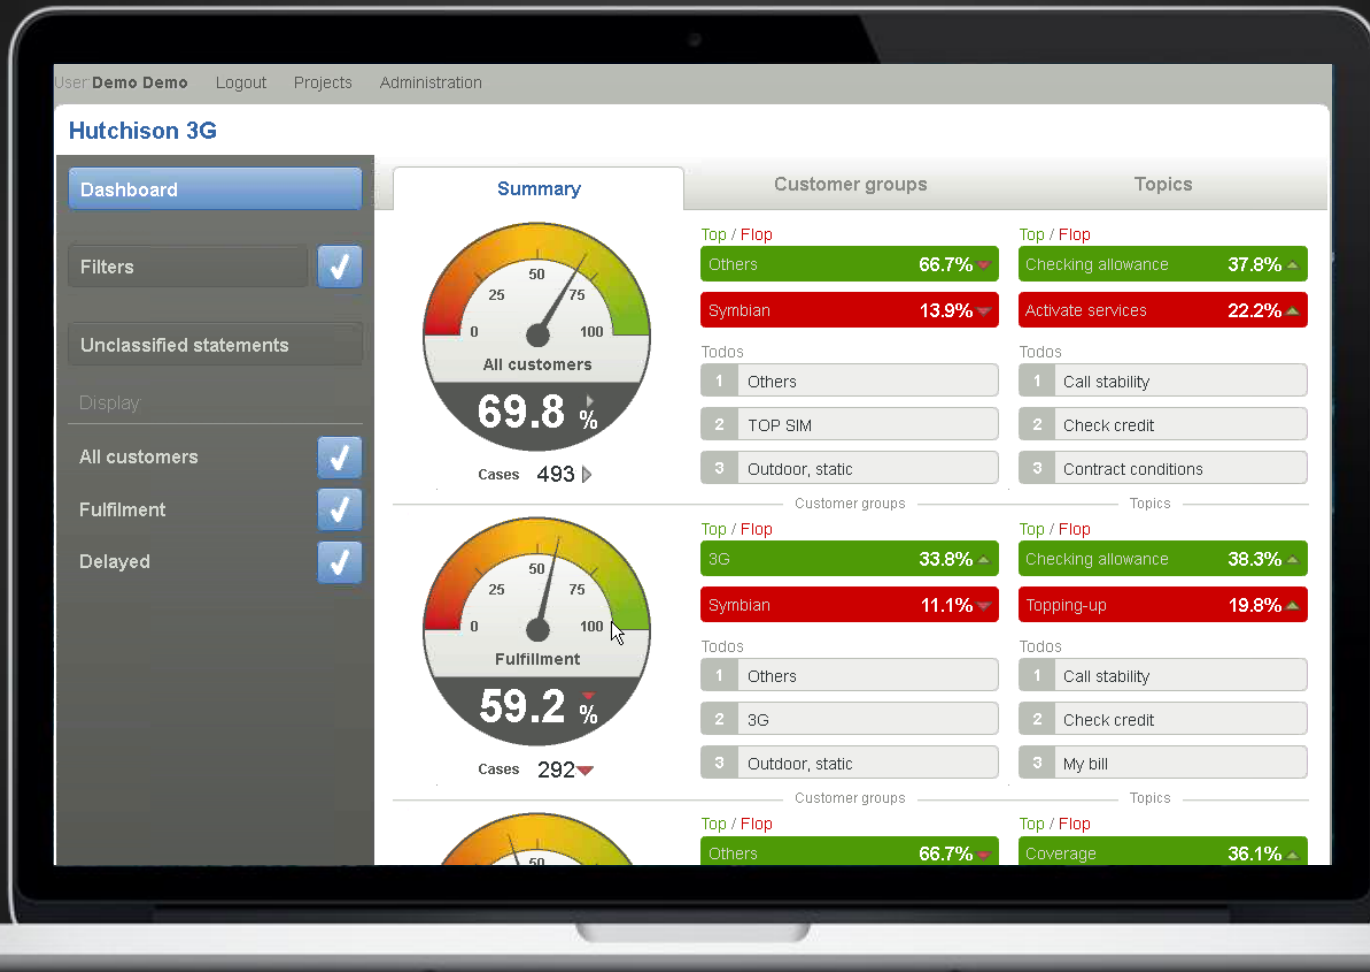 User: Demo Demo Logout Projects Administration
Hutchison 3G
Dashboard
Filters
Unclassified statements
Display:
All customers
Fulfilment
Delayed
Summary
Customer groups
Topics
0 25 50 75 100
All customers
69.8 %
Cases 493
Top / Flop
Others 66.7%
Symbian 13.9%
Todos
1 Others
2 TOP SIM
3 Outdoor, static
Customer groups
Top / Flop
Checking allowance 37.8%
Activate services 22.2%
Todos
1 Call stability
2 Check credit
3 Contract conditions
Topics
0 25 50 75 100
Fulfillment
59.2 %
Cases 292
Top / Flop
3G 33.8%
Symbian 11.1%
Todos
1 Others
2 3G
3 Outdoor, static
Customer groups
Top / Flop
Checking allowance 38.3%
Topping-up 19.8%
Todos
1 Call stability
2 Check credit
3 My bill
Topics
50
Top / Flop
Others 66.7%
Top / Flop
Coverage 36.1%